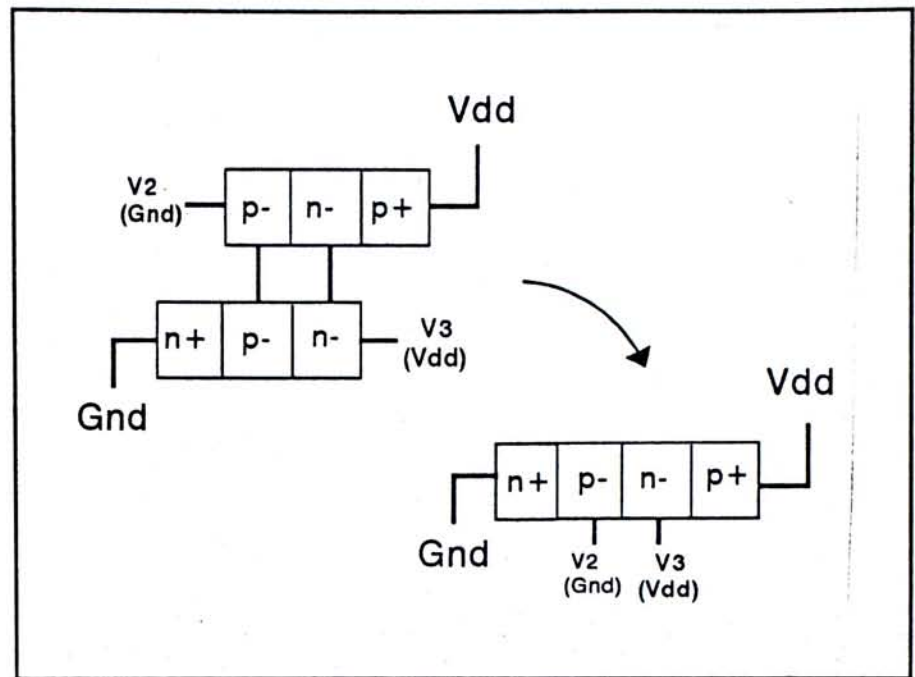 Vdd
V2
(Gnd)
p- n- p+
n+ p- n-
V3
(Vdd)
Gnd
Vdd
n+ p- n- p+
Gnd
V2
(Gnd)
V3
(Vdd)